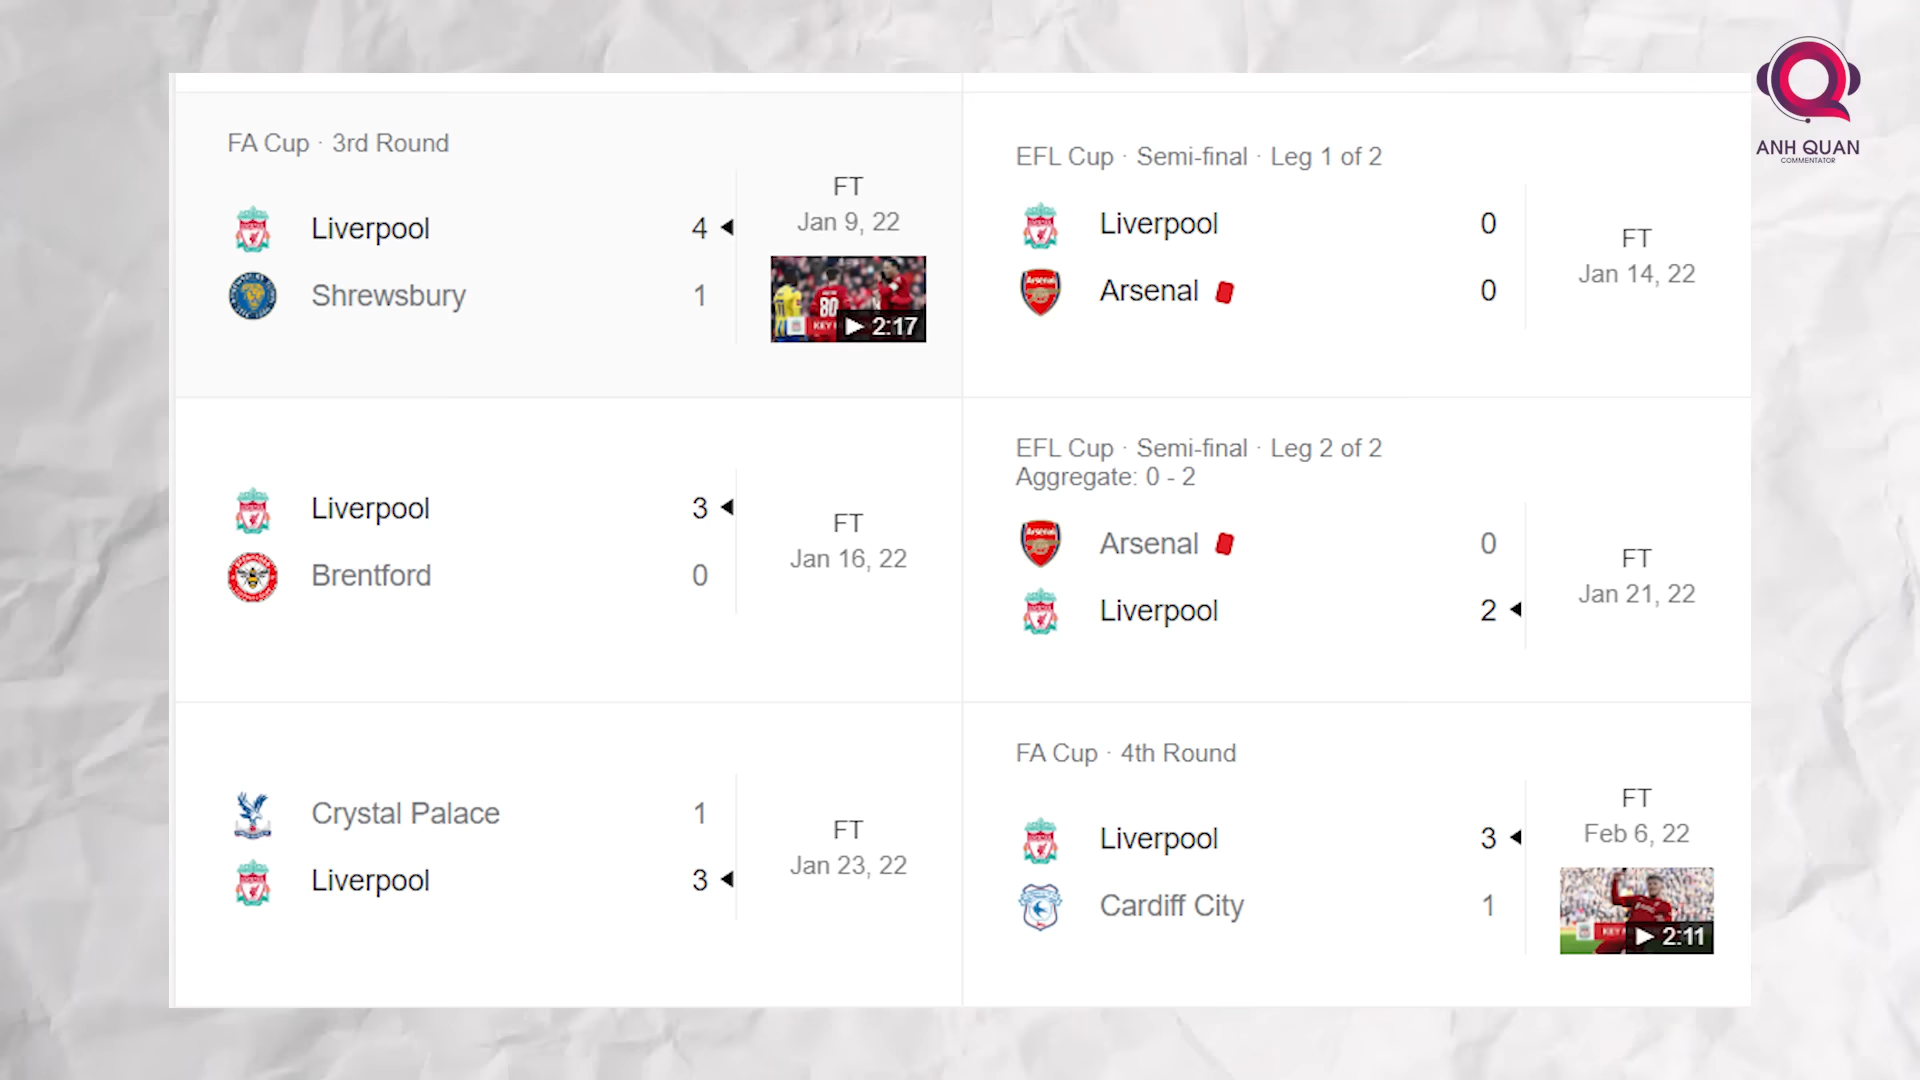 ANH QUAN
COMMENTATOR
FA Cup · 3rd Round
Liverpool 4
Shrewsbury 1
FT
Jan 9, 22
80
KEY
2:17
EFL Cup · Semi-final · Leg 1 of 2
Liverpool 0
Arsenal 0
FT
Jan 14, 22
Liverpool 3
Brentford 0
FT
Jan 16, 22
EFL Cup · Semi-final · Leg 2 of 2
Aggregate: 0 - 2
Arsenal 0
Liverpool 2
FT
Jan 21, 22
Crystal Palace 1
Liverpool 3
FT
Jan 23, 22
FA Cup · 4th Round
Liverpool 3
Cardiff City 1
FT
Feb 6, 22
KEY
2:11